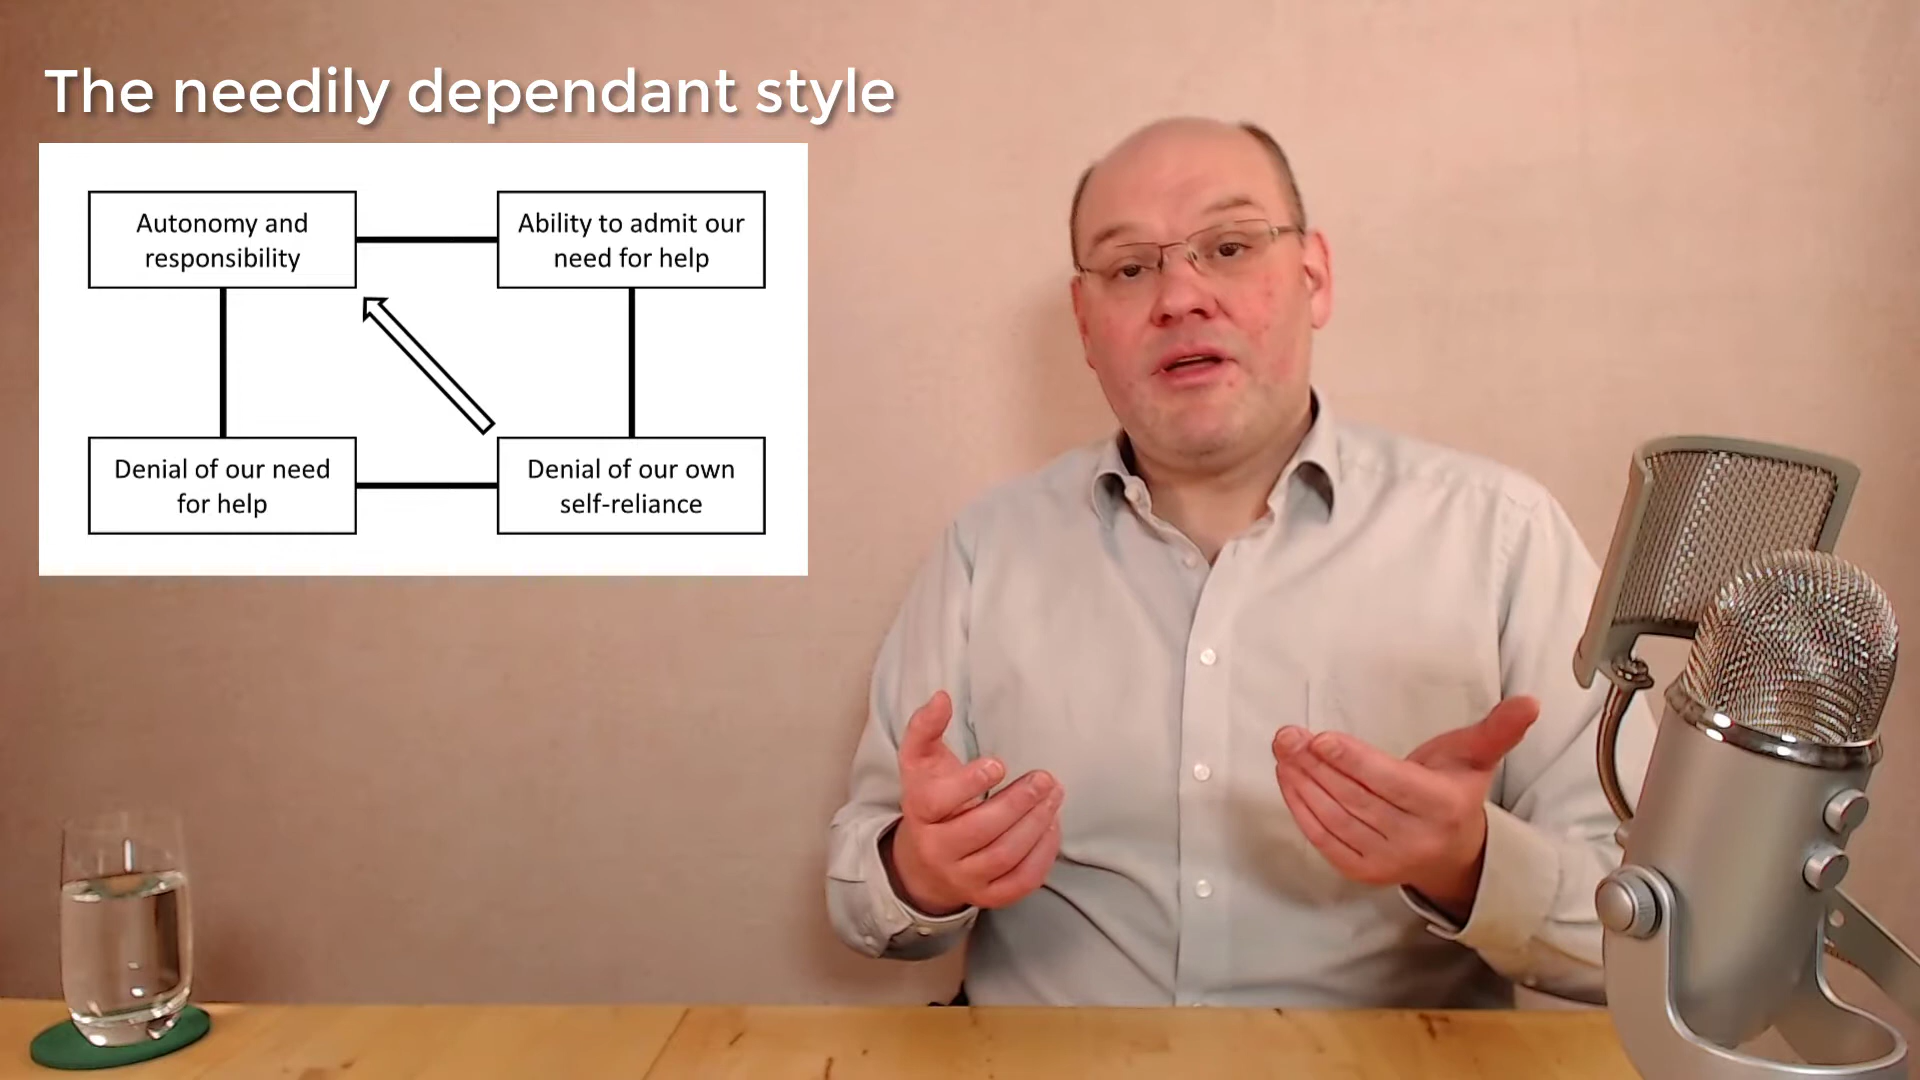 The needily dependant style
Autonomy and
responsibility
Ability to admit our
need for help
Denial of our need
for help
Denial of our own
self-reliance